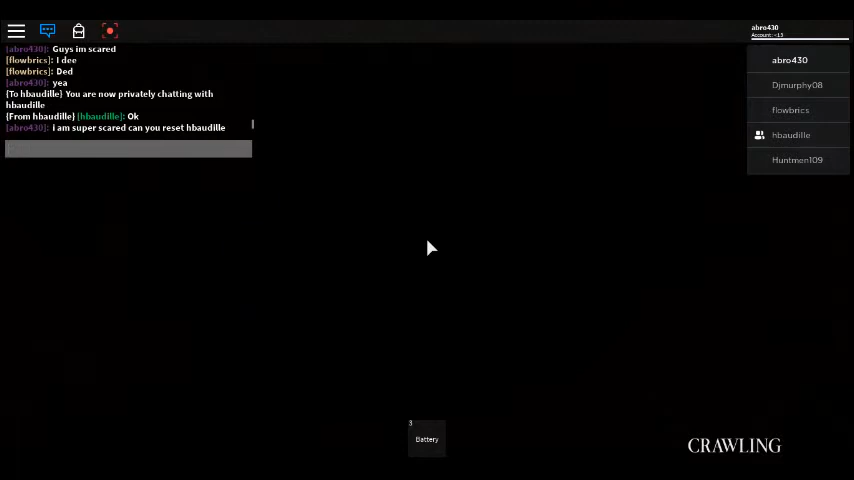 abro430
Account: <13
[abro430]: Guys im scared
[flowbrics]: I dee
[flowbrics]: Ded
[abro430]: yea
{To hbaudille} You are now privately chatting with
hbaudille
{From hbaudille} [hbaudille]: Ok
[abro430]: i am super scared can you reset hbaudille
abro430
Djmurphy08
flowbrics
hbaudille
Huntmen109
3
Battery
CRAWLING